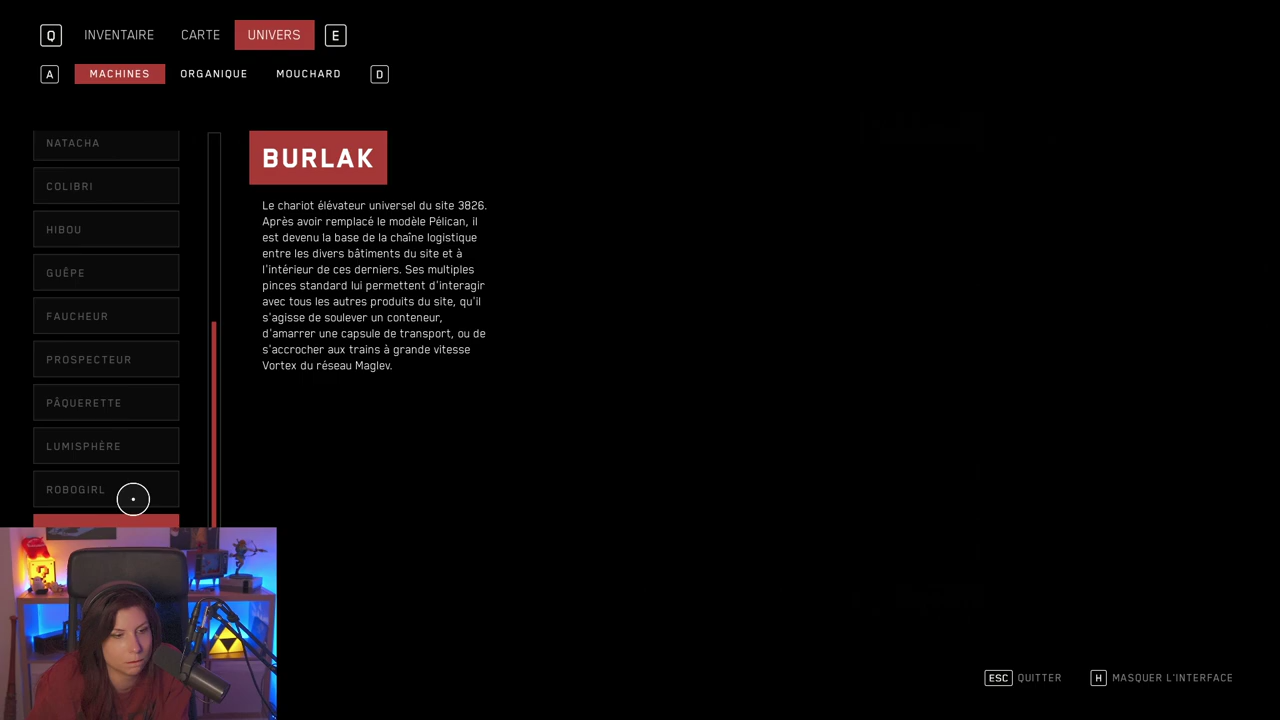 Q INVENTAIRE CARTE UNIVERS E
A MACHINES ORGANIQUE MOUCHARD D
NATACHA
COLIBRI
HIBOU
GUÊPE
FAUCHEUR
PROSPECTEUR
PÂQUERETTE
LUMISPHÈRE
ROBOGIRL
BURLAK
Le chariot élévateur universel du site 3826.
Après avoir remplacé le modèle Pélican, il
est devenu la base de la chaîne logistique
entre les divers bâtiments du site et à
l'intérieur de ces derniers. Ses multiples
pinces standard lui permettent d'interagir
avec tous les autres produits du site, qu'il
s'agisse de soulever un conteneur,
d'amarrer une capsule de transport, ou de
s'accrocher aux trains à grande vitesse
Vortex du réseau Maglev.
?
ESC QUITTER H MASQUER L'INTERFACE